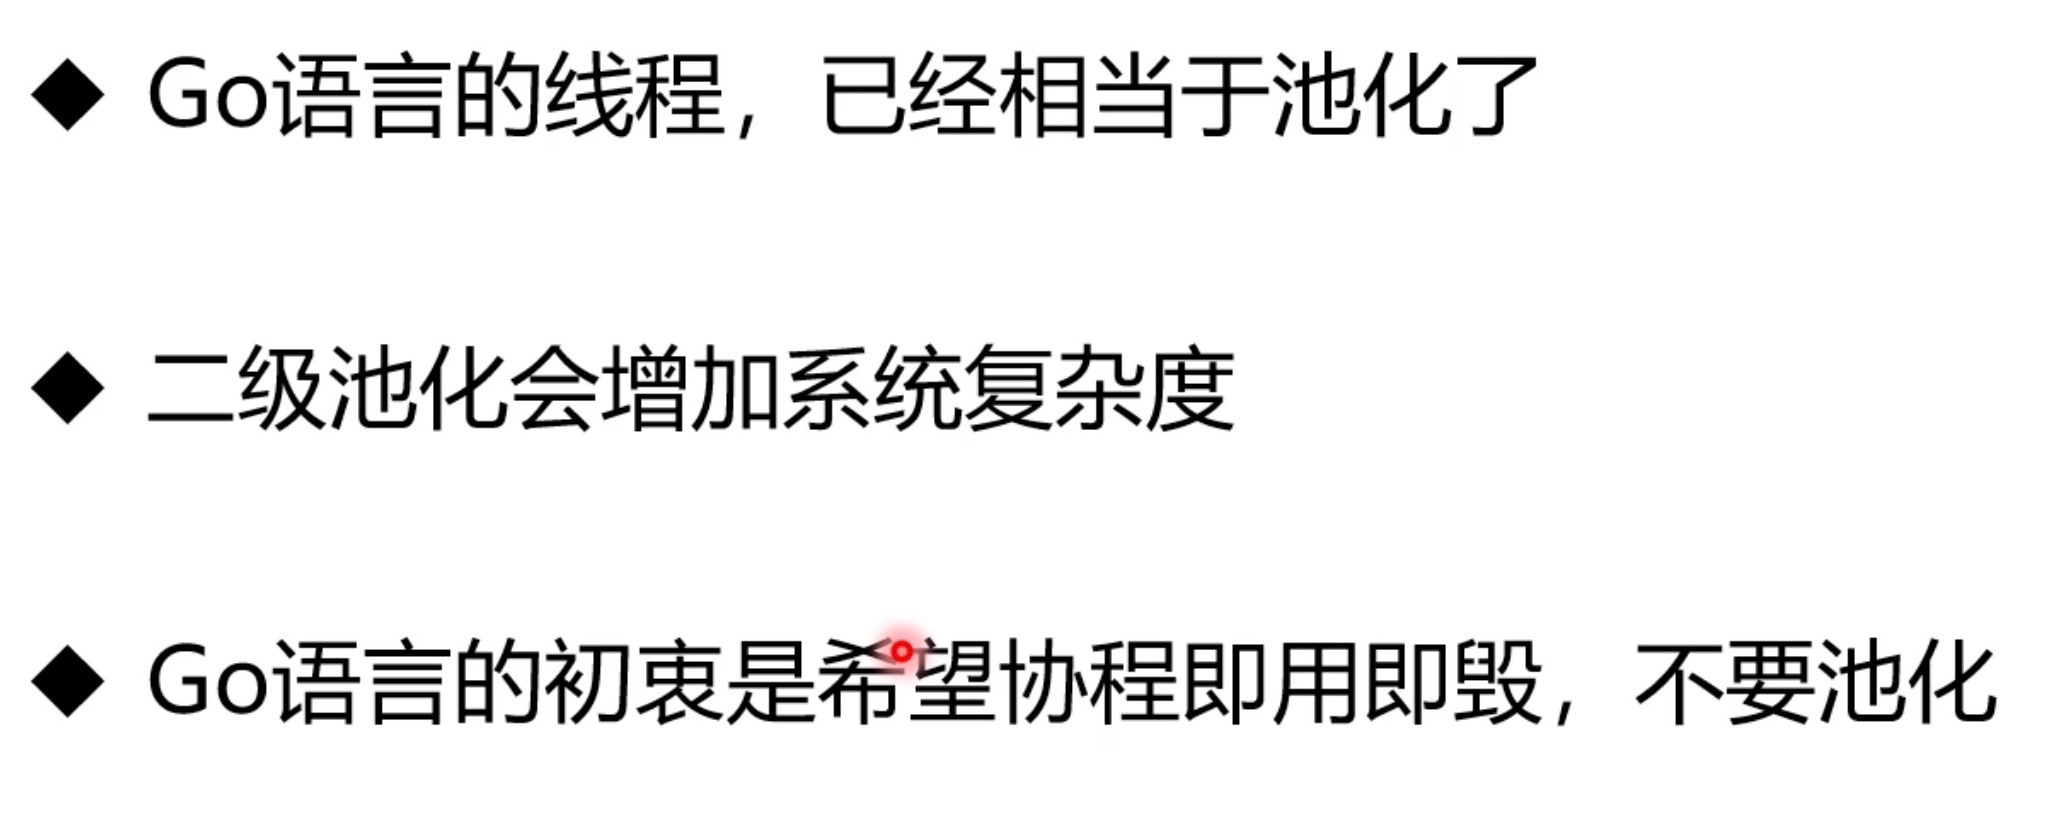 ◆ Go语言的线程，已经相当于池化了
◆ 二级池化会增加系统复杂度
◆ Go语言的初衷是希望协程即用即毁，不要池化